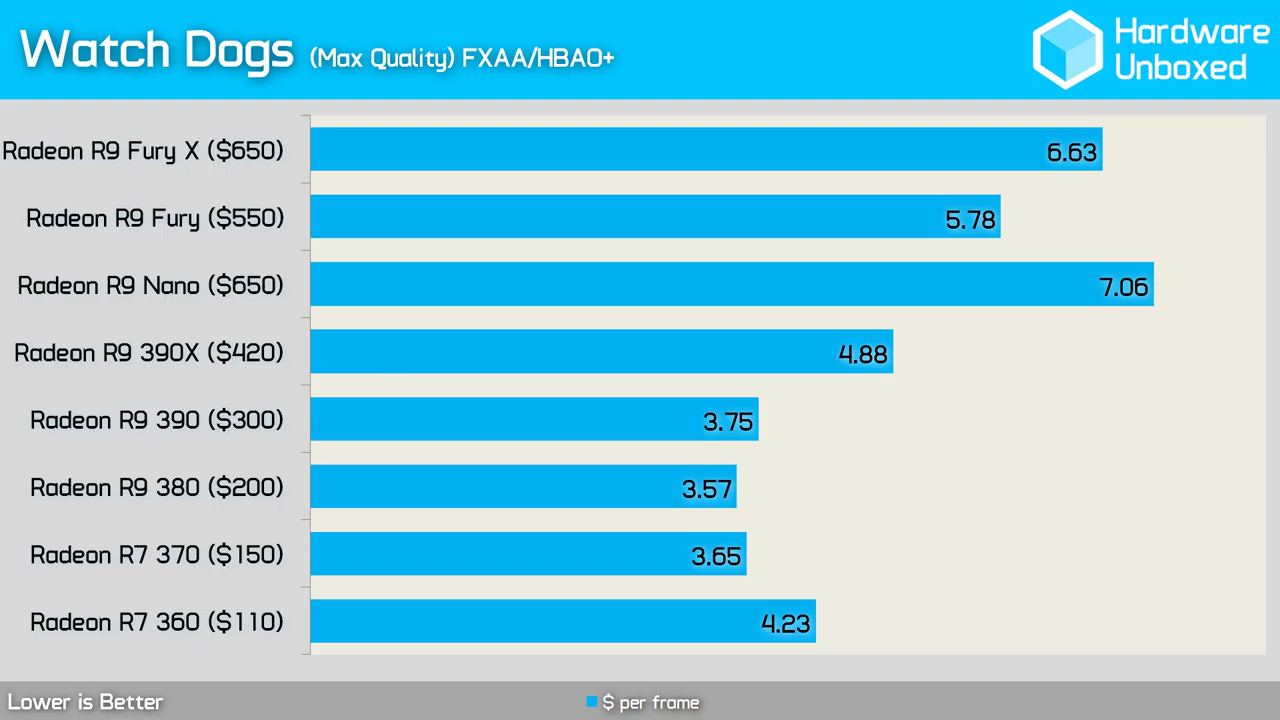 Watch Dogs (Max Quality) FXAA/HBAO+
Hardware
Unboxed
Radeon R9 Fury X ($650) 6.63
Radeon R9 Fury ($550) 5.78
Radeon R9 Nano ($650) 7.06
Radeon R9 390X ($420) 4.88
Radeon R9 390 ($300) 3.75
Radeon R9 380 ($200) 3.57
Radeon R7 370 ($150) 3.65
Radeon R7 360 ($110) 4.23
Lower is Better
$ per frame